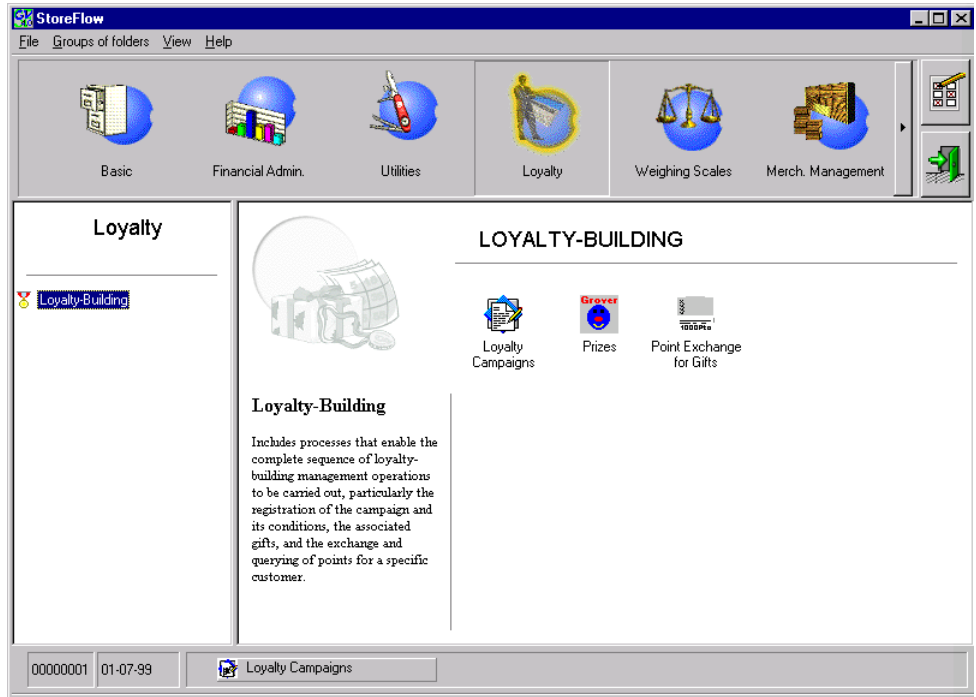 StoreFlow
File Groups of folders View Help
Basic
Financial Admin.
Utilities
Loyalty
Weighing Scales
Merch. Management
Loyalty
Loyalty-Building
LOYALTY-BUILDING
Grover
1000Pts
Loyalty
Campaigns
Prizes
Point Exchange
for Gifts
Loyalty-Building
Includes processes that enable the
complete sequence of loyalty-
building management operations
to be carried out, particularly the
registration of the campaign and
its conditions, the associated
gifts, and the exchange and
querying of points for a specific
customer.
00000001 01-07-99 Loyalty Campaigns